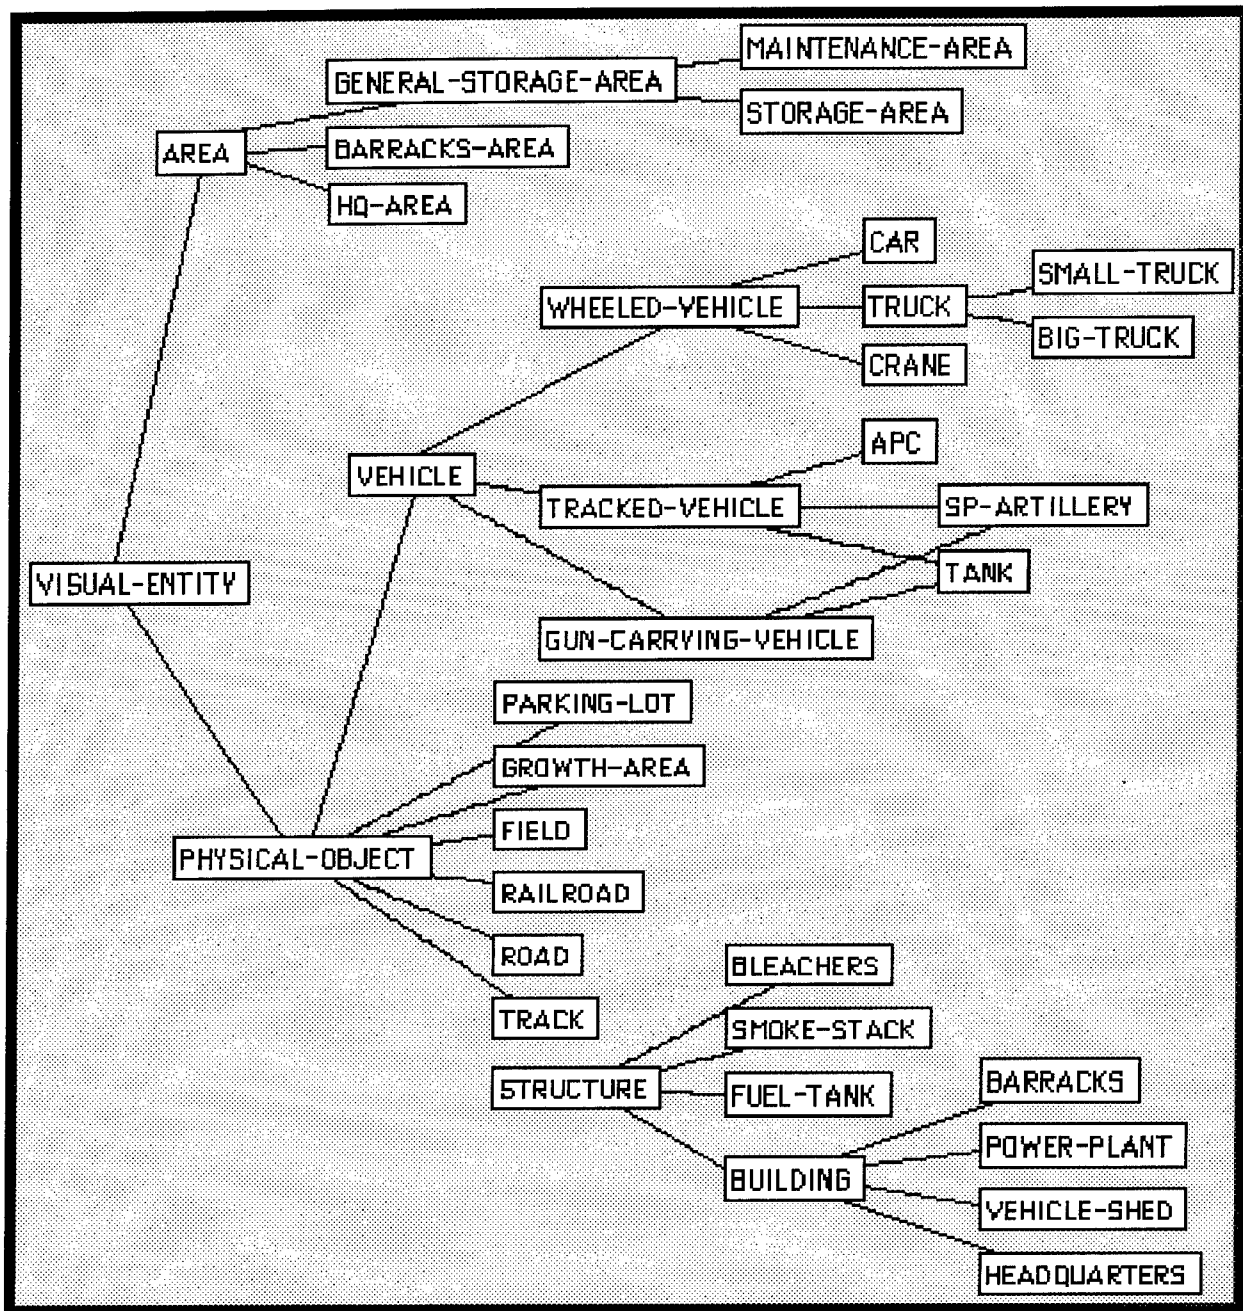 MAINTENANCE-AREA
GENERAL-STORAGE-AREA
STORAGE-AREA
AREA
BARRACKS-AREA
HQ-AREA
CAR
SMALL-TRUCK
WHEELED-VEHICLE
TRUCK
BIG-TRUCK
CRANE
APC
VEHICLE
TRACKED-VEHICLE
SP-ARTILLERY
TANK
VISUAL-ENTITY
GUN-CARRYING-VEHICLE
PARKING-LOT
GROWTH-AREA
FIELD
PHYSICAL-OBJECT
RAILROAD
ROAD
BLEACHERS
TRACK
SMOKE-STACK
STRUCTURE
FUEL-TANK
BARRACKS
POWER-PLANT
BUILDING
VEHICLE-SHED
HEADQUARTERS